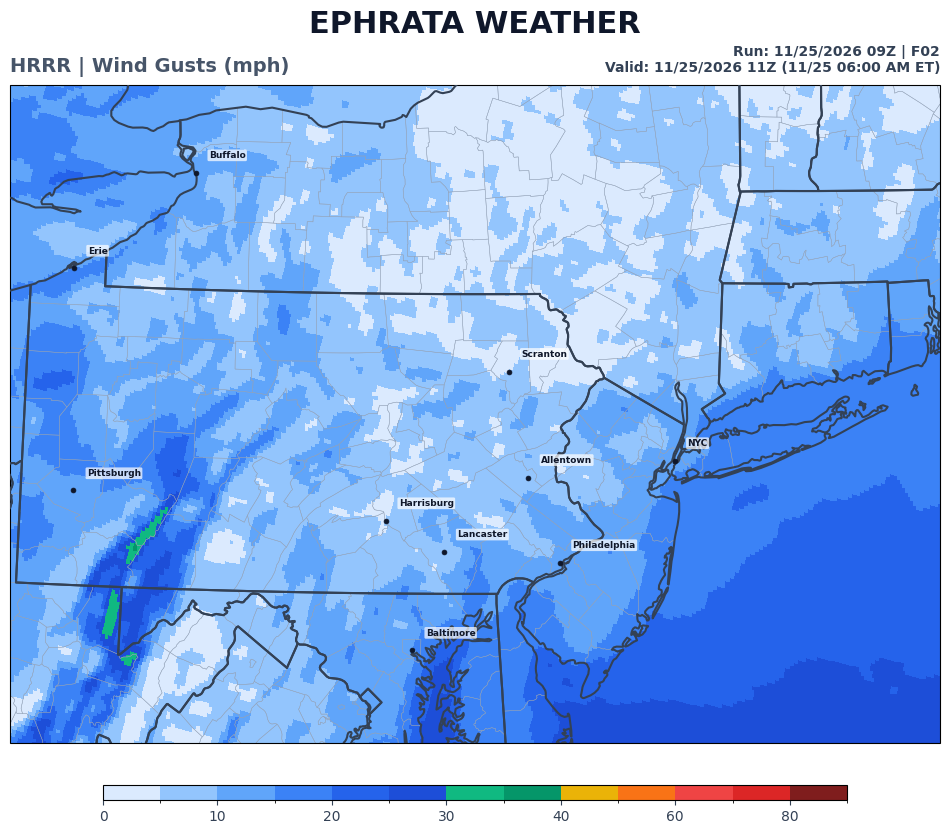 EPHRATA WEATHER
HRRR | Wind Gusts (mph)
Run: 11/25/2026 09Z | F02
Valid: 11/25/2026 11Z (11/25 06:00 AM ET)
Buffalo
Erie
Scranton
NYC
Allentown
Pittsburgh
Harrisburg
Lancaster
Philadelphia
Baltimore
0 10 20 30 40 50 60 70 80